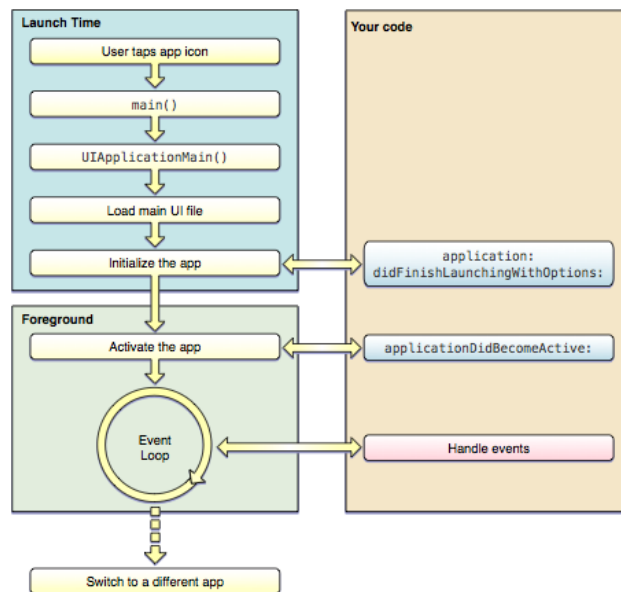 Launch Time
User taps app icon
main()
UIApplicationMain()
Load main UI file
Initialize the app
Foreground
Activate the app
Event
Loop
Switch to a different app
Your code
application:
didFinishLaunchingWithOptions:
applicationDidBecomeActive:
Handle events